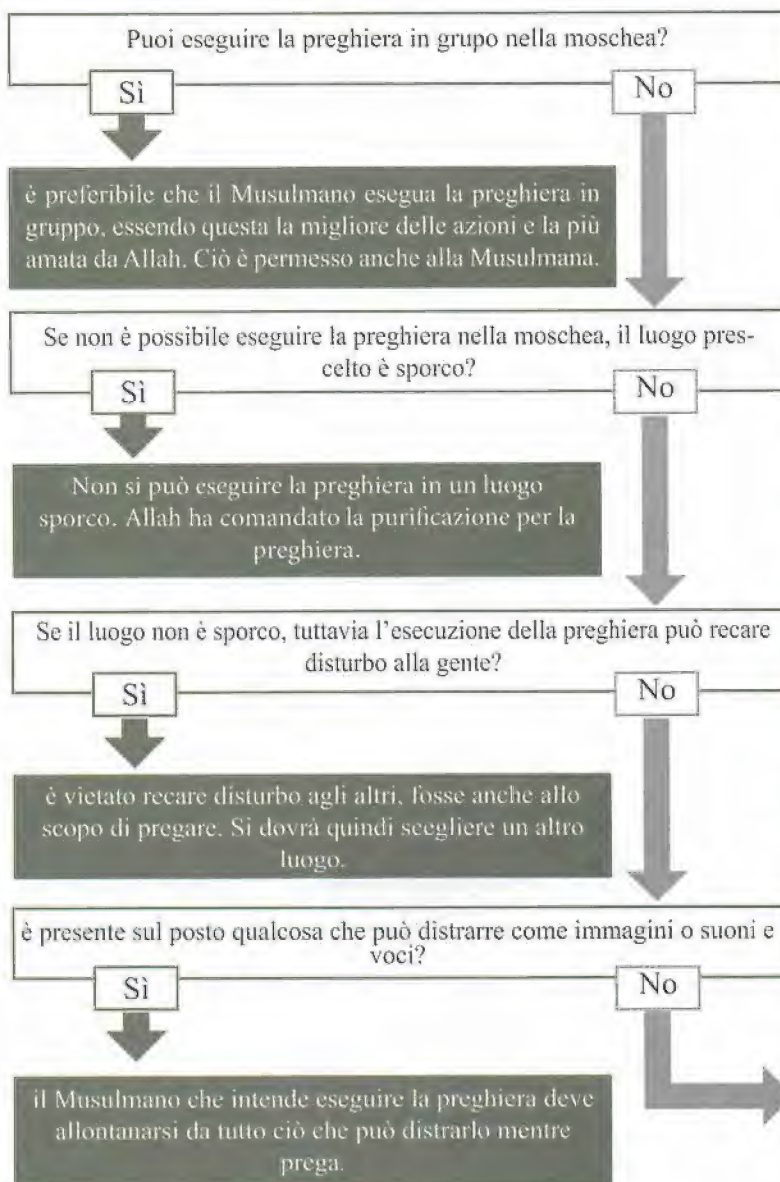 Puoi eseguire la preghiera in grupo nella moschea?
Sì
No
è preferibile che il Musulmano esegua la preghiera in
gruppo, essendo questa la migliore delle azioni e la più
amata da Allah. Ciò è permesso anche alla Musulmana.
Se non è possibile eseguire la preghiera nella moschea, il luogo pres-
celto è sporco?
Sì
No
Non si può eseguire la preghiera in un luogo
sporco. Allah ha comandato la purificazione per la
preghiera.
Se il luogo non è sporco, tuttavia l'esecuzione della preghiera può recare
disturbo alla gente?
Sì
No
è vietato recare disturbo agli altri, fosse anche allo
scopo di pregare. Si dovrà quindi scegliere un altro
luogo.
è presente sul posto qualcosa che può distrarre come immagini o suoni e
voci?
Sì
No
il Musulmano che intende eseguire la preghiera deve
allontanarsi da tutto ciò che può distrarlo mentre
prega.